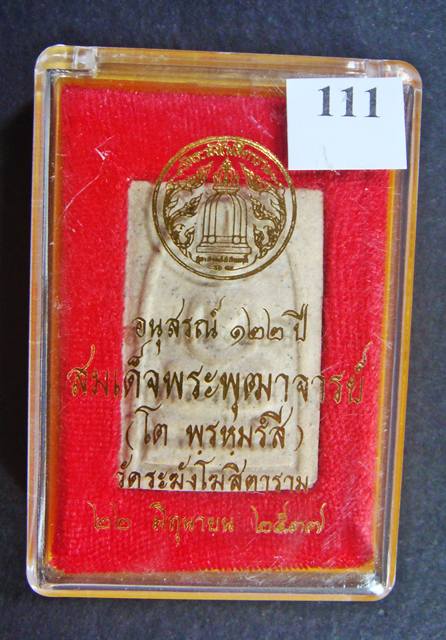 111
อนุสรณ์ ๑๒๒ ปี
สมเด็จพระพุฒาจารย์
(โต พฺรหฺมรํสี)
วัดระฆังโฆสิตาราม
๒๒ มิถุนายน ๒๕๓๗